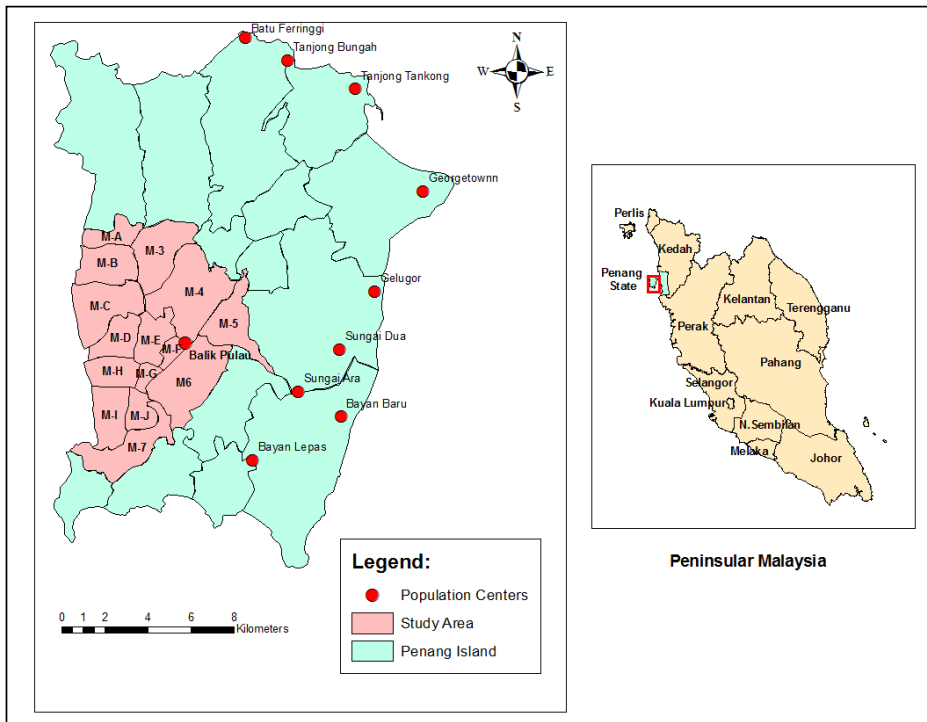 Batu Ferringgi
Tanjong Bungah
Tanjong Tankong
N
W
E
S
Georgetownn
M-A
M-3
M-B
M-4
M-C
Gelugor
M-5
M-D
M-E
Sungai Dua
M-F
Balik Pulau
M-H
M-G
M6
Sungai Ara
M-I
M-J
Bayan Baru
M-7
Bayan Lepas
Legend:
Population Centers
Study Area
Penang Island
0 1 2 4 6 8
Kilometers
Perlis
Kedah
Penang
State
Kelantan
Terengganu
Perak
Pahang
Selangor
Kuala Lumpur
N.Sembilan
Melaka
Johor
Peninsular Malaysia